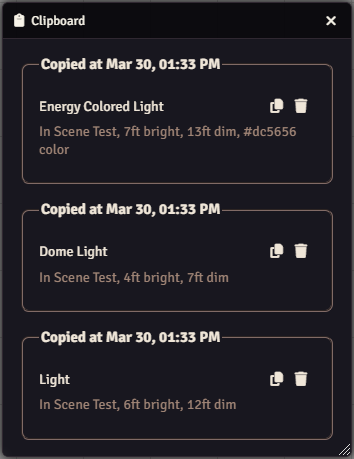 Clipboard
Copied at Mar 30, 01:33 PM
Energy Colored Light
In Scene Test, 7ft bright, 13ft dim, #dc5656
color
Copied at Mar 30, 01:33 PM
Dome Light
In Scene Test, 4ft bright, 7ft dim
Copied at Mar 30, 01:33 PM
Light
In Scene Test, 6ft bright, 12ft dim